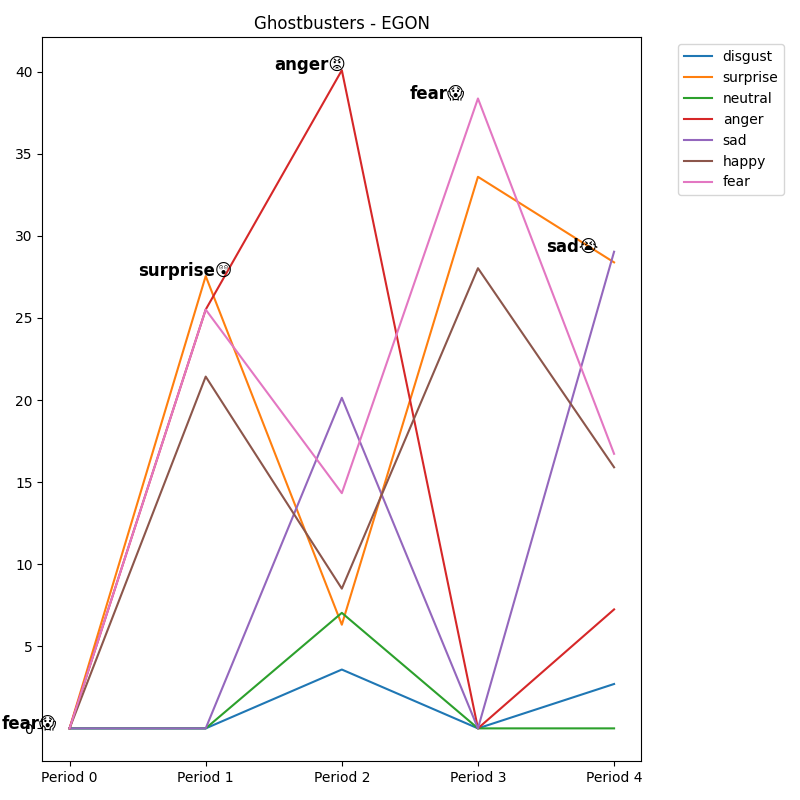 Ghostbusters - EGON
disgust
surprise
neutral
anger
sad
happy
fear
anger😡
fear😱
sad😭
surprise😲
fear😱
40
35
30
25
20
15
10
5
0
Period 0 Period 1 Period 2 Period 3 Period 4